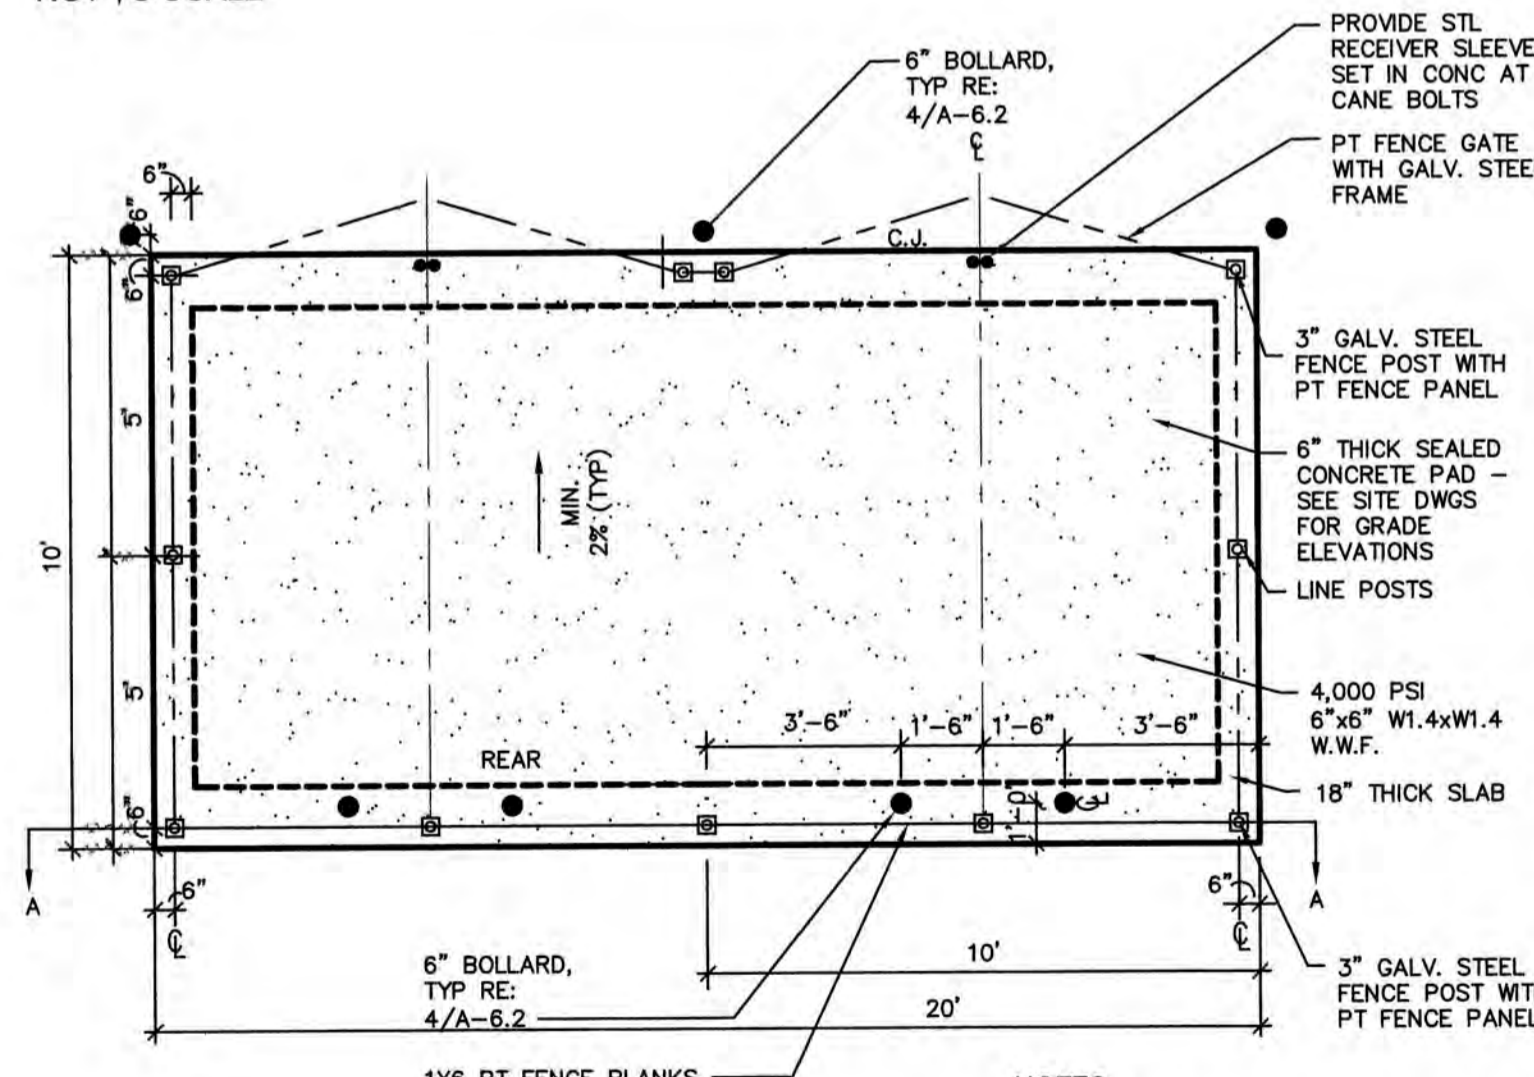 6" BOLLARD,
TYP RE:
4/A-6.2
℄
PROVIDE STL
RECEIVER SLEEVE
SET IN CONC AT
CANE BOLTS
PT FENCE GATE
WITH GALV. STEEL
FRAME
6"
6"
C.J.
6"
3" GALV. STEEL
FENCE POST WITH
PT FENCE PANEL
5'
6" THICK SEALED
CONCRETE PAD –
SEE SITE DWGS
FOR GRADE
ELEVATIONS
MIN.
2% (TYP)
10'
LINE POSTS
5'
4,000 PSI
6"x6" W1.4xW1.4
W.W.F.
3'-6"
1'-6"
1'-6"
3'-6"
REAR
18" THICK SLAB
6"
1'-0"
℄
A
6"
℄
6"
℄
A
10'
6" BOLLARD,
TYP RE:
4/A-6.2
20'
3" GALV. STEEL
FENCE POST WIT
PT FENCE PANEL
1X6 PT FENCE PLANKS